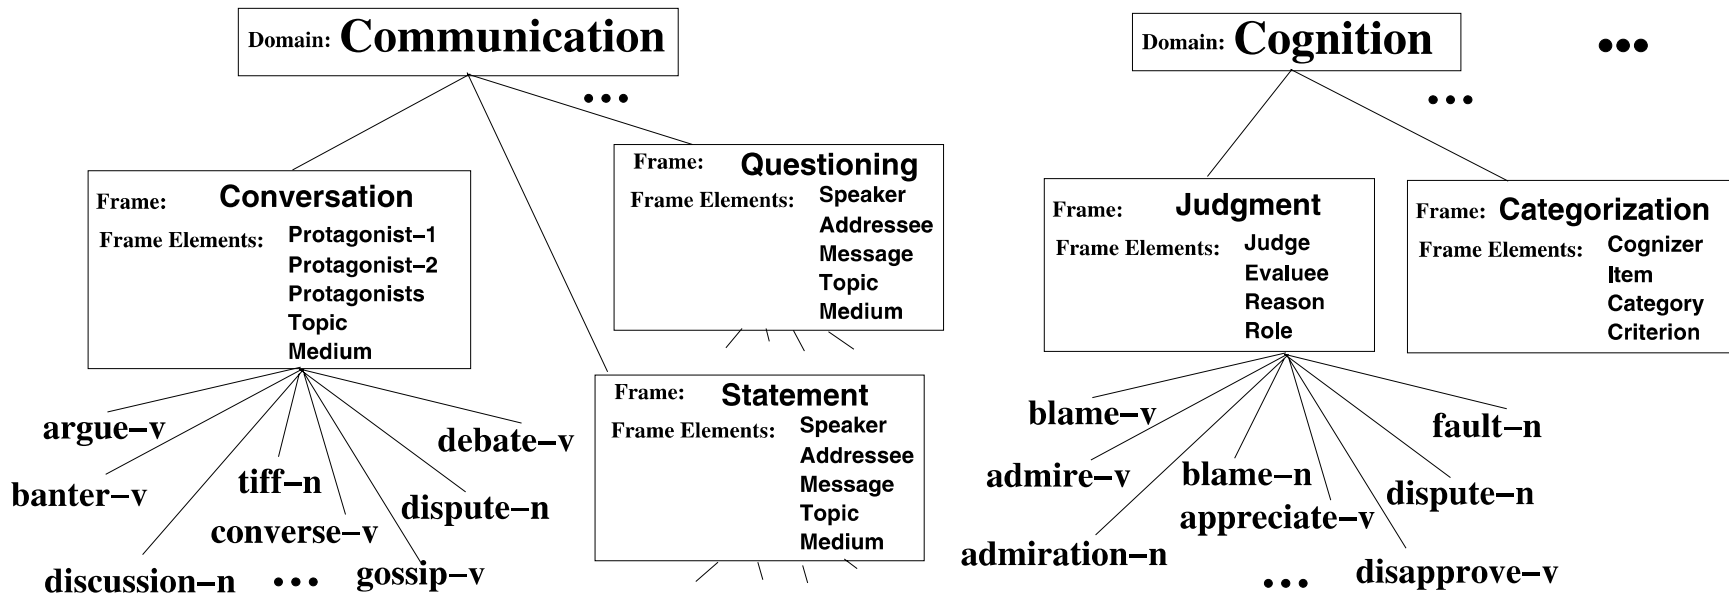 Domain: Communication
...
Frame: Conversation
Frame Elements: Protagonist–1
Protagonist–2
Protagonists
Topic
Medium
argue–v
debate–v
banter–v
tiff–n
dispute–n
converse–v
discussion–n
...
gossip–v
Frame: Questioning
Frame Elements: Speaker
Addressee
Message
Topic
Medium
Frame: Statement
Frame Elements: Speaker
Addressee
Message
Topic
Medium
Domain: Cognition
...
...
Frame: Judgment
Frame Elements: Judge
Evaluee
Reason
Role
blame–v
fault–n
admire–v
blame–n
dispute–n
appreciate–v
admiration–n
...
disapprove–v
Frame: Categorization
Frame Elements: Cognizer
Item
Category
Criterion